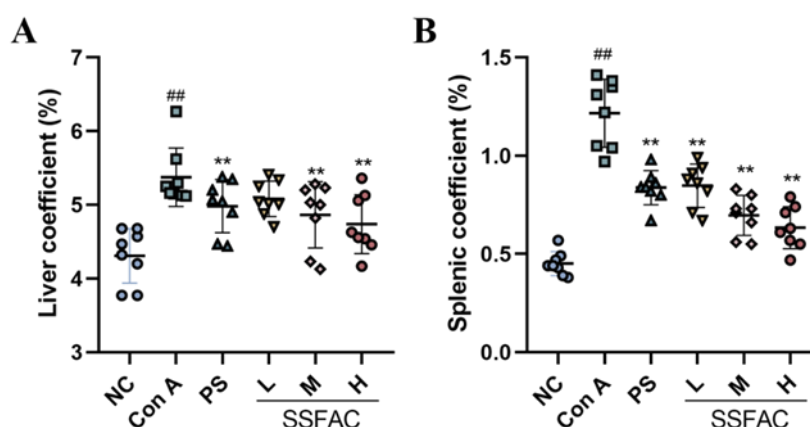 A
Liver coefficient (%)
7
6
5
4
3
##
**
**
**
NC
Con A
PS
L
M
H
SSFAC
B
Splenic coefficient (%)
1.5
1.0
0.5
0.0
##
**
**
**
**
NC
Con A
PS
L
M
H
SSFAC